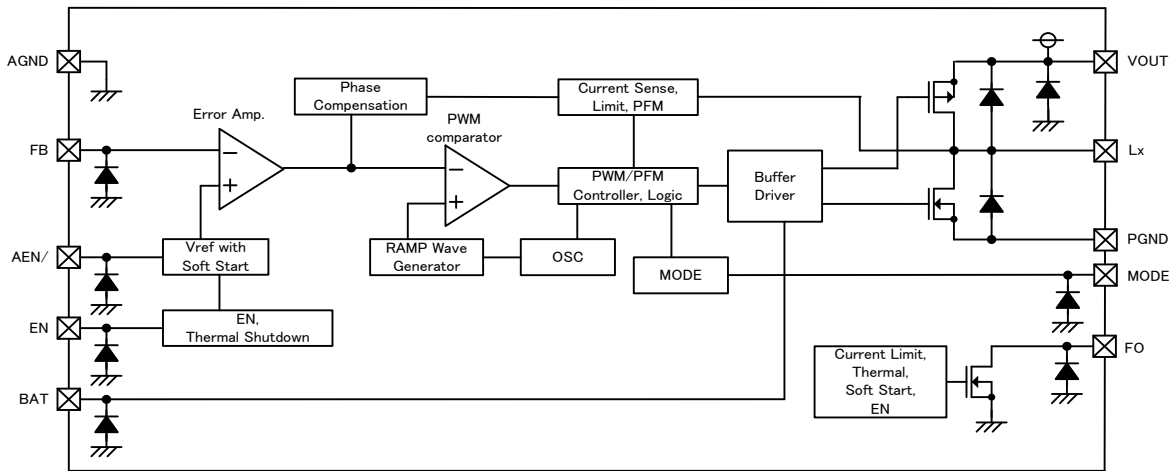 AGND
FB
AEN/
EN
BAT
Error Amp.
Phase
Compensation
PWM
comparator
Current Sense,
Limit, PFM
PWM/PFM
Controller, Logic
Buffer
Driver
Vref with
Soft Start
RAMP Wave
Generator
OSC
MODE
EN,
Thermal Shutdown
Current Limit,
Thermal,
Soft Start,
EN
VOUT
Lx
PGND
MODE
FO